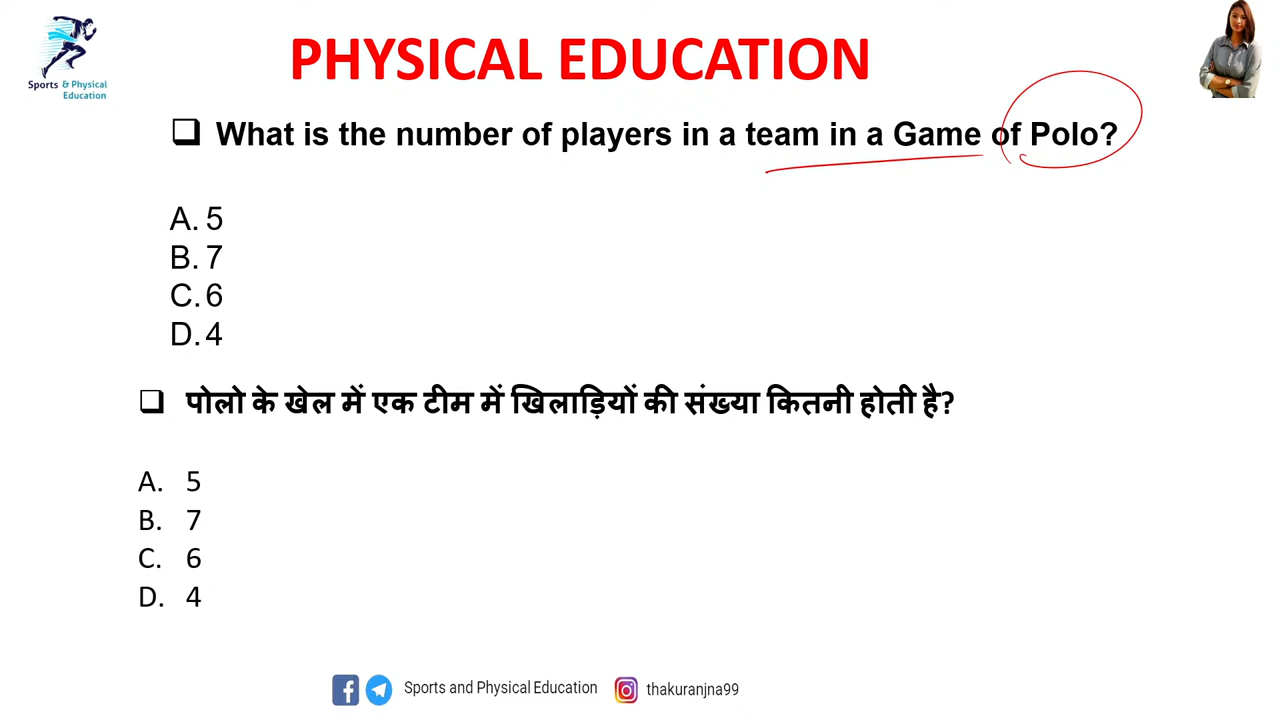 PHYSICAL EDUCATION
Sports & Physical
Education
What is the number of players in a team in a Game of Polo?
A. 5
B. 7
C. 6
D. 4
पोलो के खेल में एक टीम में खिलाड़ियों की संख्या कितनी होती है?
A. 5
B. 7
C. 6
D. 4
Sports and Physical Education thakuranjna99